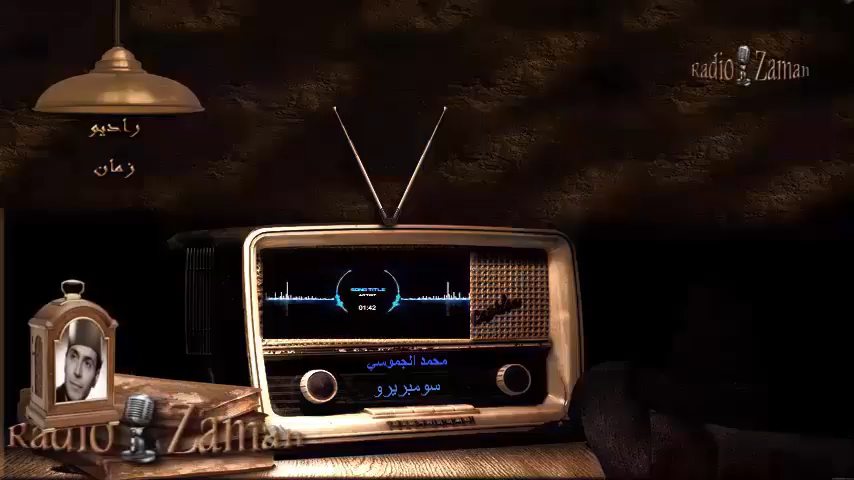 Radio Zaman
راديو
زمان
SONG TITLE
ARTIST
01:42
محمد الجموسي
سومبريرو
Radio Zaman